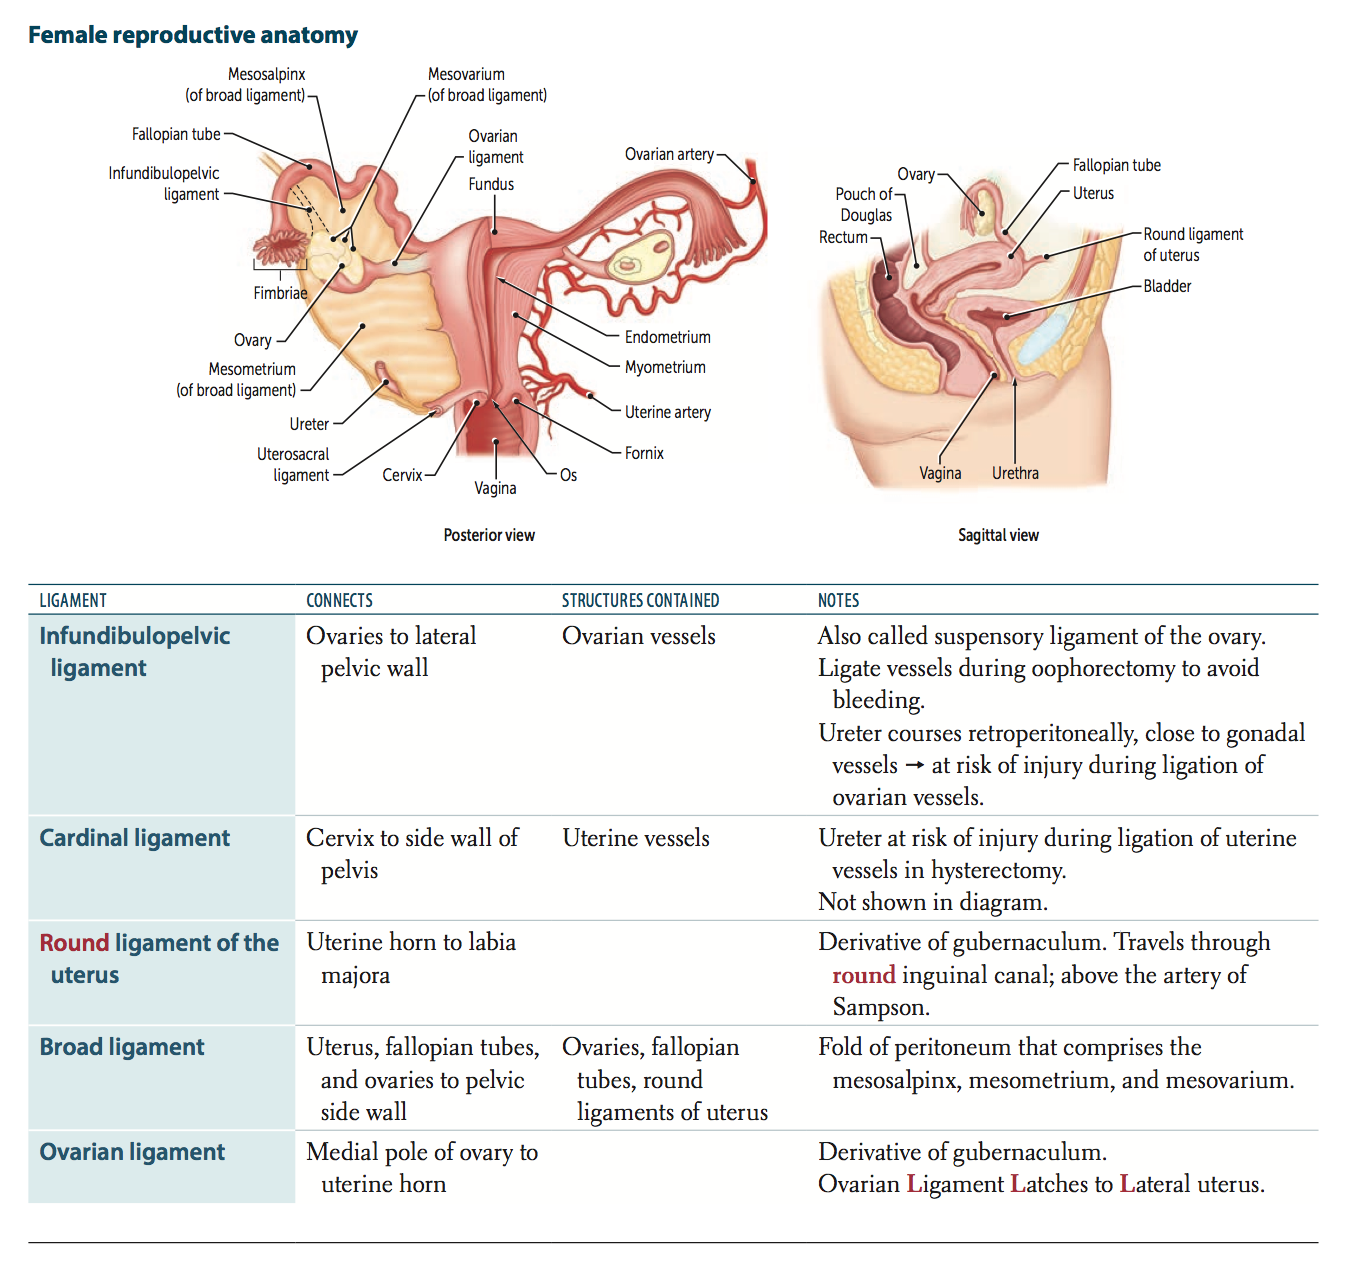 Female reproductive anatomy
Mesosalpinx
(of broad ligament)
Mesovarium
(of broad ligament)
Fallopian tube
Ovarian
ligament
Infundibulopelvic
ligament
Fundus
Ovarian artery
Fimbriae
Ovary
Mesometrium
(of broad ligament)
Ureter
Uterosacral
ligament
Cervix
Vagina
Os
Endometrium
Myometrium
Uterine artery
Fornix
Posterior view
Ovary
Pouch of
Douglas
Rectum
Fallopian tube
Uterus
Round ligament
of uterus
Bladder
Vagina
Urethra
Sagittal view
LIGAMENT CONNECTS STRUCTURES CONTAINED NOTES
Infundibulopelvic
ligament
Ovaries to lateral
pelvic wall
Ovarian vessels
Also called suspensory ligament of the ovary.
Ligate vessels during oophorectomy to avoid
bleeding.
Ureter courses retroperitoneally, close to gonadal
vessels → at risk of injury during ligation of
ovarian vessels.
Cardinal ligament
Cervix to side wall of
pelvis
Uterine vessels
Ureter at risk of injury during ligation of uterine
vessels in hysterectomy.
Not shown in diagram.
Round ligament of the
uterus
Uterine horn to labia
majora
Derivative of gubernaculum. Travels through
round inguinal canal; above the artery of
Sampson.
Broad ligament
Uterus, fallopian tubes,
and ovaries to pelvic
side wall
Ovaries, fallopian
tubes, round
ligaments of uterus
Fold of peritoneum that comprises the
mesosalpinx, mesometrium, and mesovarium.
Ovarian ligament
Medial pole of ovary to
uterine horn
Derivative of gubernaculum.
Ovarian Ligament Latches to Lateral uterus.